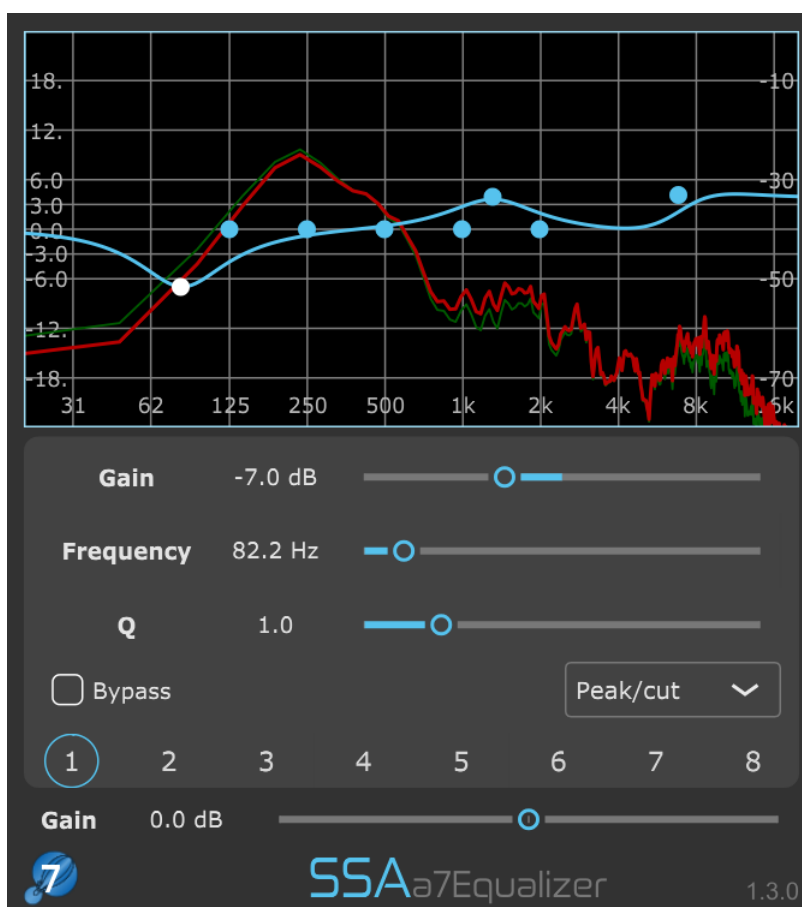 18. -10
12.
6.0 -30
3.0
0.0
-3.0
-6.0 -50
-12.
-18. -70
31 62 125 250 500 1k 2k 4k 8k 6k
Gain -7.0 dB
Frequency 82.2 Hz
Q 1.0
Bypass Peak/cut
1 2 3 4 5 6 7 8
Gain 0.0 dB
7 SSAa7Equalizer 1.3.0